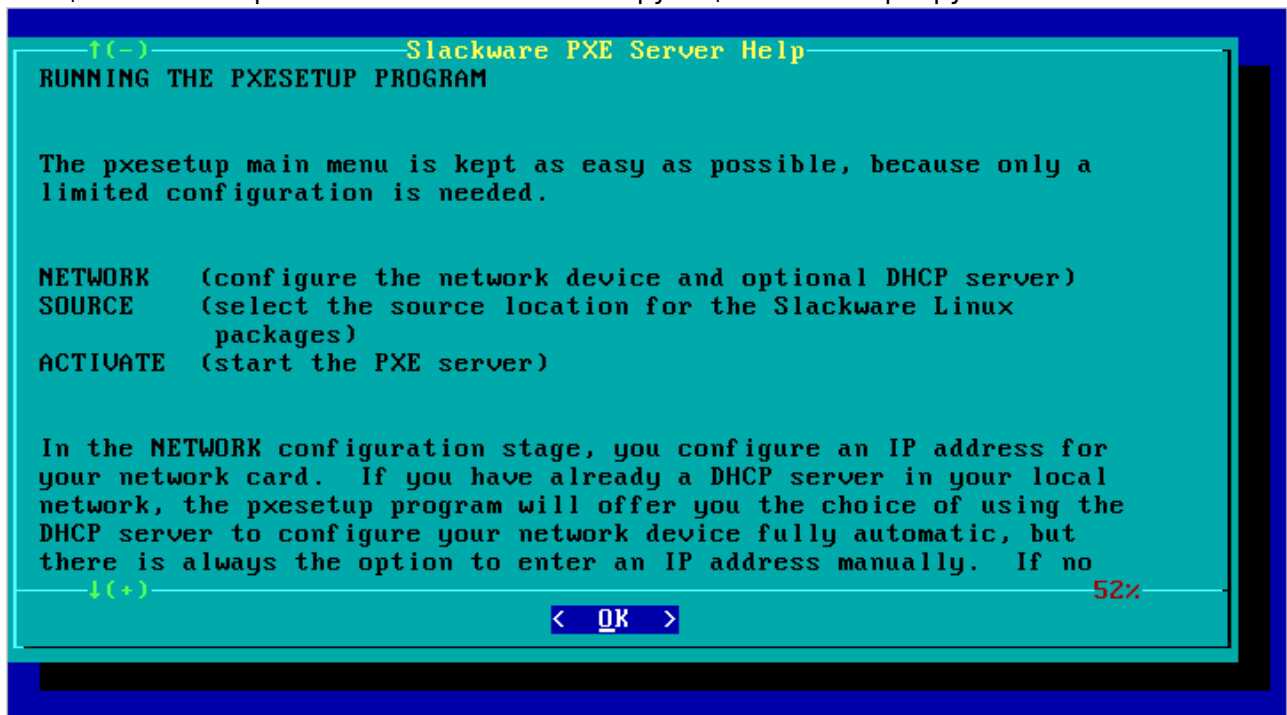 ↑(-) Slackware PXE Server Help
RUNNING THE PXESETUP PROGRAM
The pxesetup main menu is kept as easy as possible, because only a
limited configuration is needed.
NETWORK (configure the network device and optional DHCP server)
SOURCE (select the source location for the Slackware Linux
packages)
ACTIVATE (start the PXE server)
In the NETWORK configuration stage, you configure an IP address for
your network card. If you have already a DHCP server in your local
network, the pxesetup program will offer you the choice of using the
DHCP server to configure your network device fully automatic, but
there is always the option to enter an IP address manually. If no
↓(+) 52%
< OK >